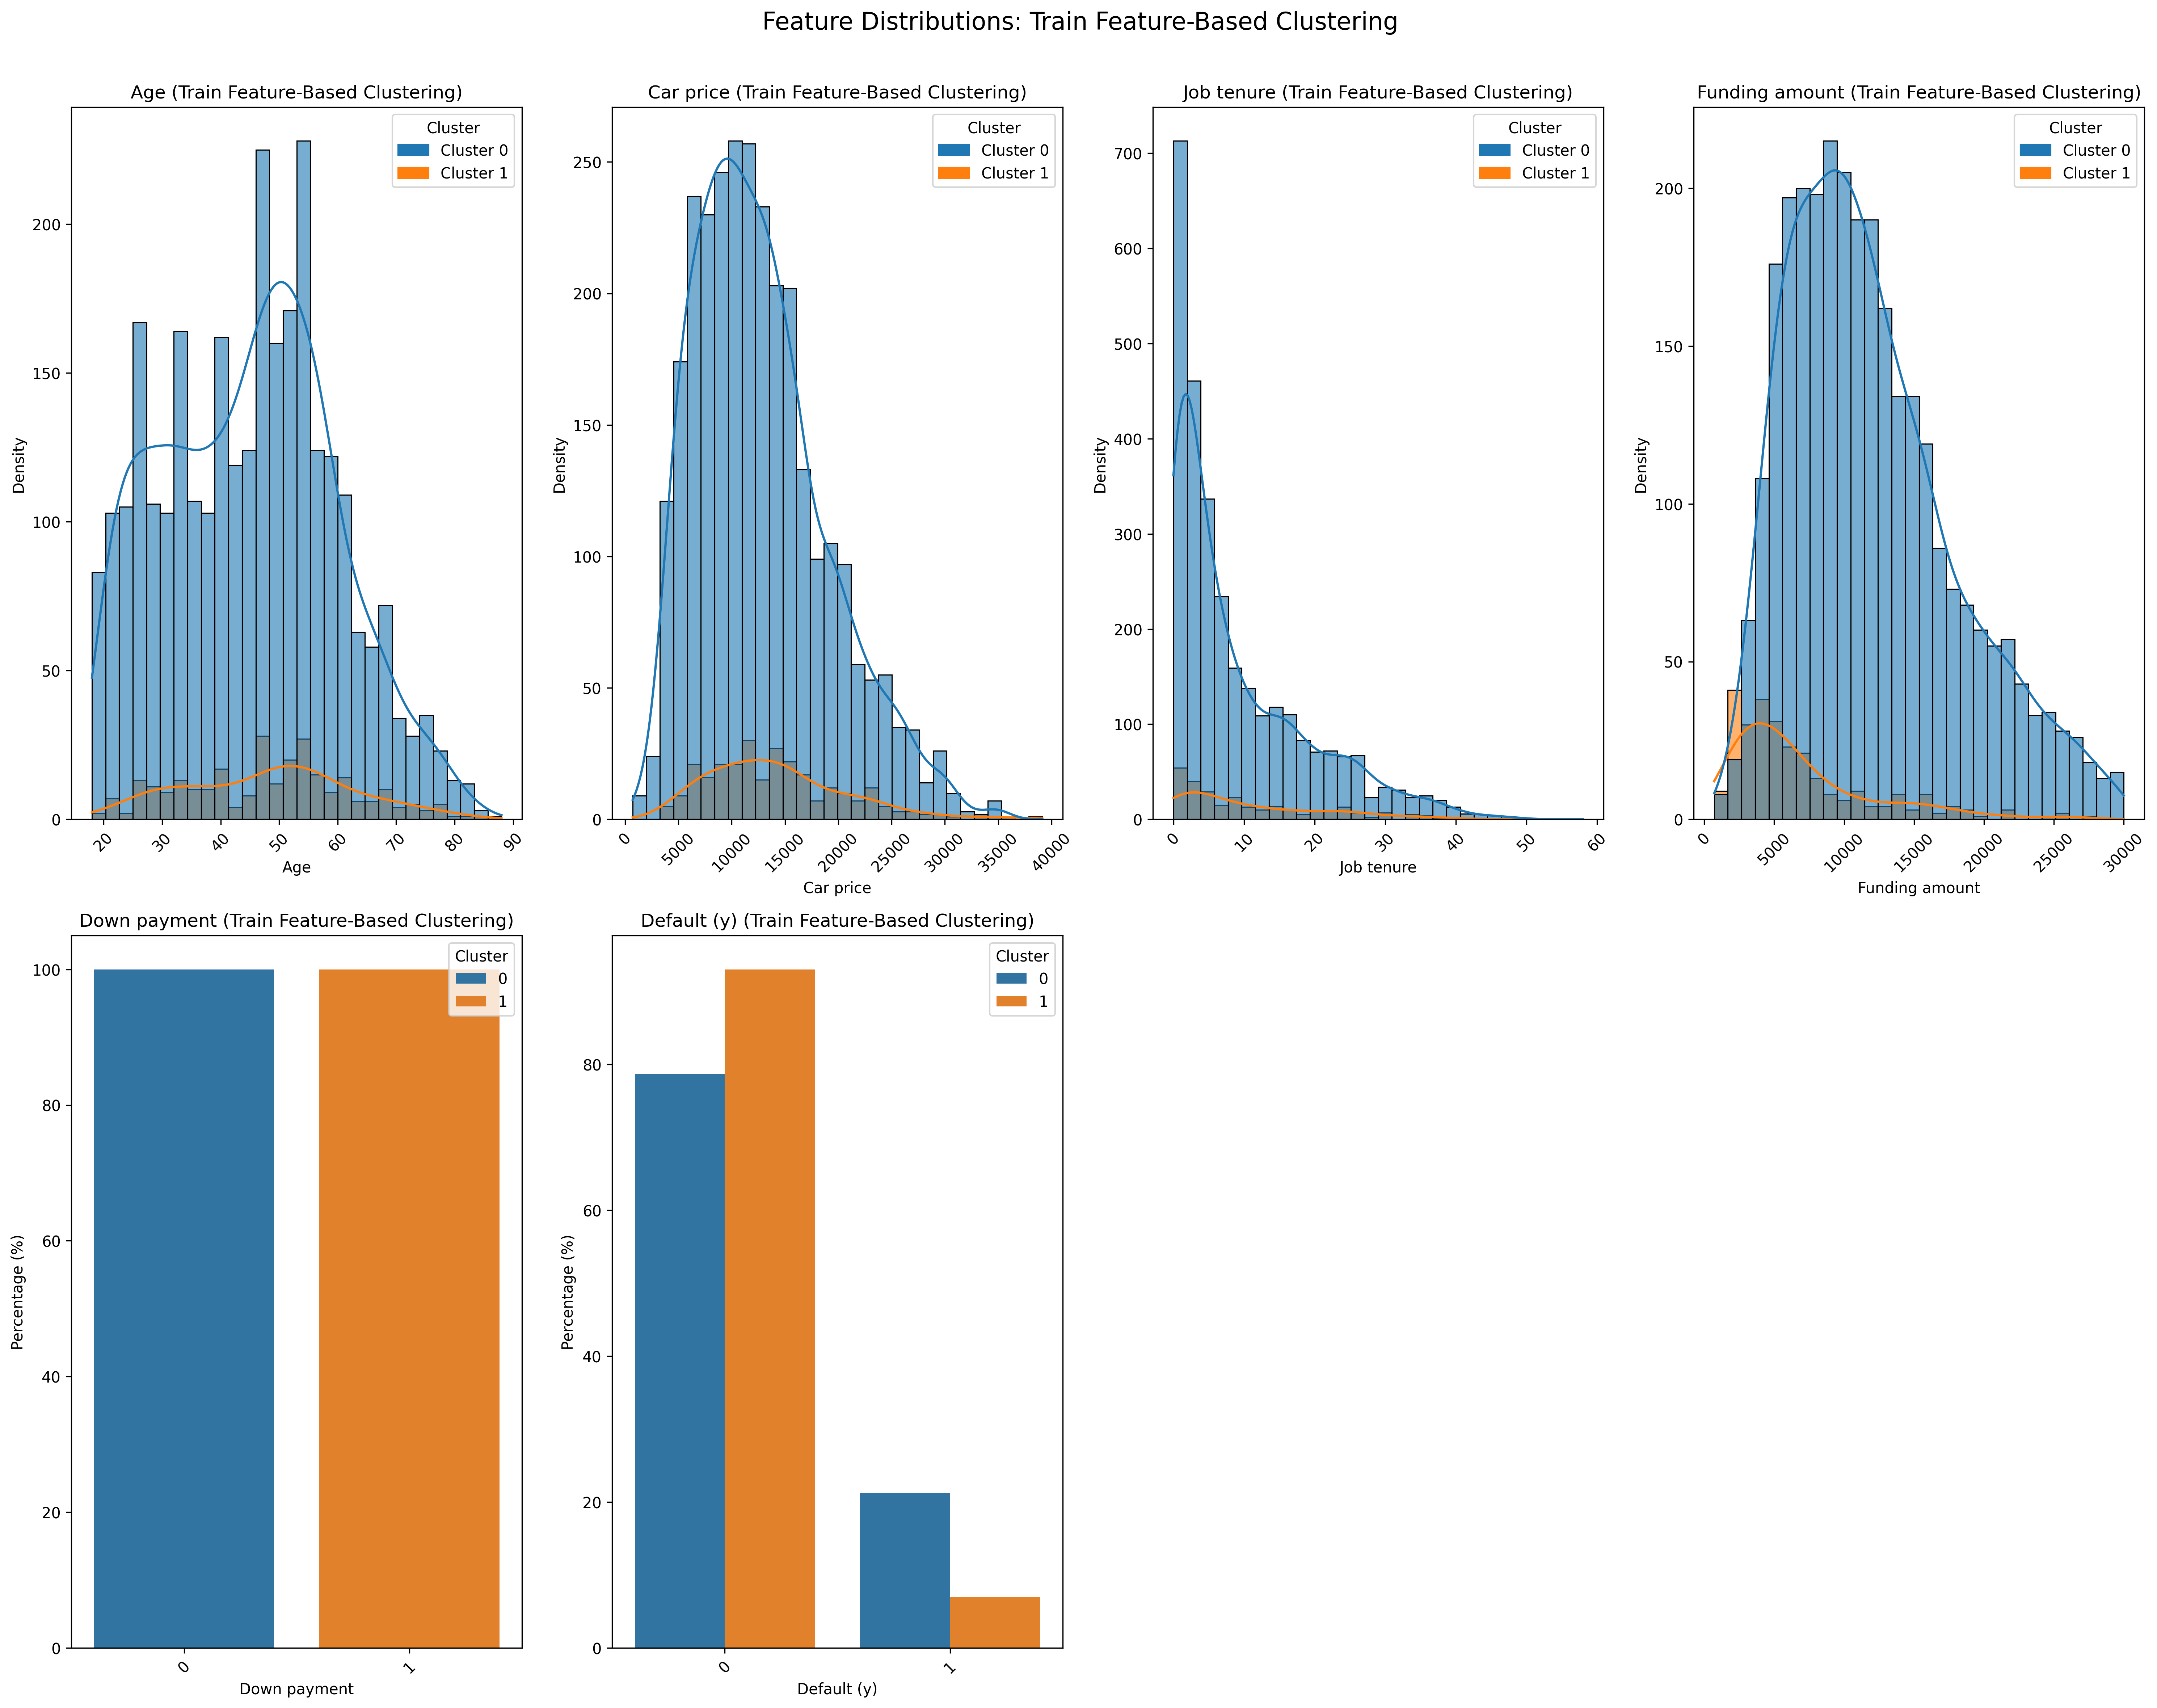 Feature Distributions: Train Feature-Based Clustering
Age (Train Feature-Based Clustering)
Density
200
150
100
50
0
20 30 40 50 60 70 80 90
Age
Cluster
Cluster 0
Cluster 1
Car price (Train Feature-Based Clustering)
Density
250
200
150
100
50
0
0 5000 10000 15000 20000 25000 30000 35000 40000
Car price
Cluster
Cluster 0
Cluster 1
Job tenure (Train Feature-Based Clustering)
Density
700
600
500
400
300
200
100
0
0 10 20 30 40 50 60
Job tenure
Cluster
Cluster 0
Cluster 1
Funding amount (Train Feature-Based Clustering)
Density
200
150
100
50
0
0 5000 10000 15000 20000 25000 30000
Funding amount
Cluster
Cluster 0
Cluster 1
Down payment (Train Feature-Based Clustering)
Percentage (%)
100
80
60
40
20
0
0 1
Down payment
Cluster
0
1
Default (y) (Train Feature-Based Clustering)
Percentage (%)
80
60
40
20
0
0 1
Default (y)
Cluster
0
1